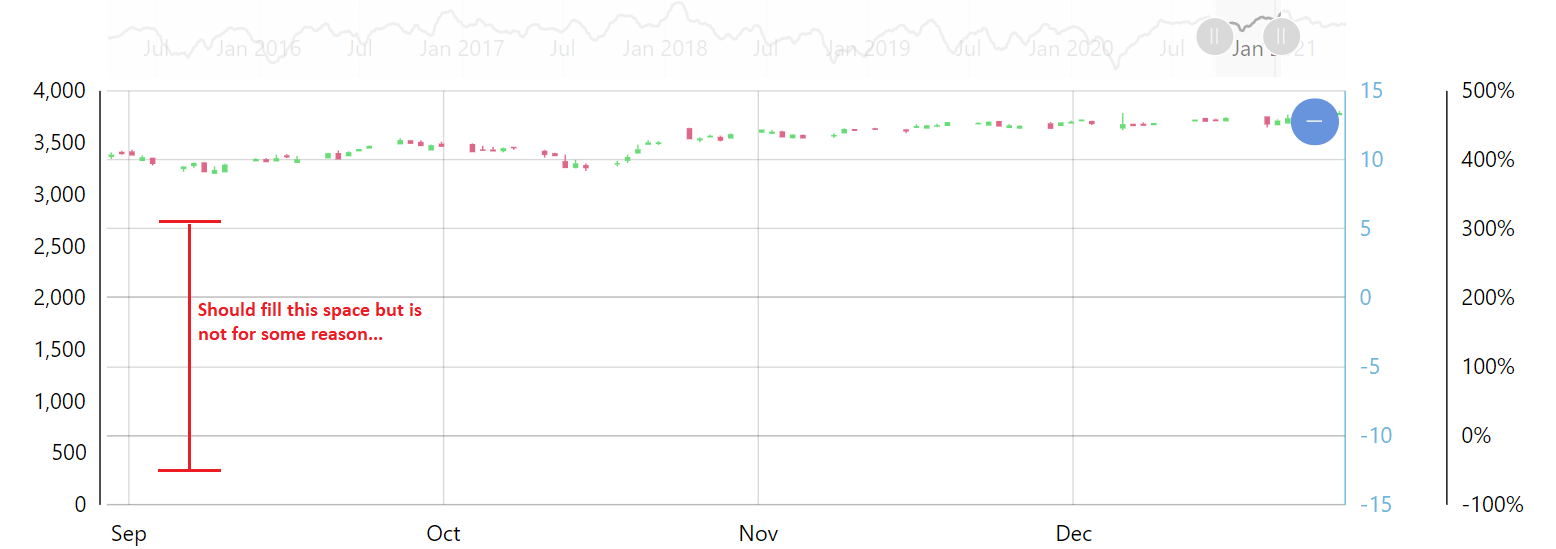 Jul Jan 2016 Jul Jan 2017 Jul Jan 2018 Jul Jan 2019 Jul Jan 2020 Jul Jan 21
4,000 15 500%
3,500
10 400%
3,000
5 300%
2,500
Should fill this space but is
not for some reason...
2,000 0 200%
1,500
-5 100%
1,000
-10 0%
500
0 -15 -100%
Sep Oct Nov Dec